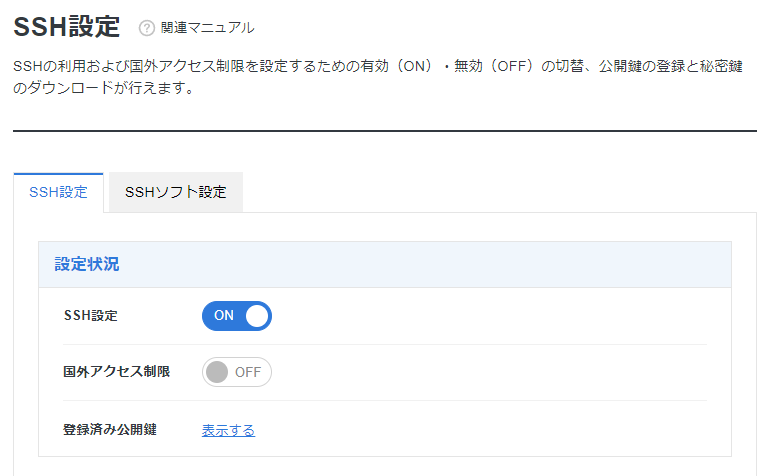 SSH設定 ? 関連マニュアル
SSHの利用および国外アクセス制限を設定するための有効（ON）・無効（OFF）の切替、公開鍵の登録と秘密鍵
のダウンロードが行えます。
SSH設定 SSHソフト設定
設定状況
SSH設定 ON
国外アクセス制限 OFF
登録済み公開鍵 表示する